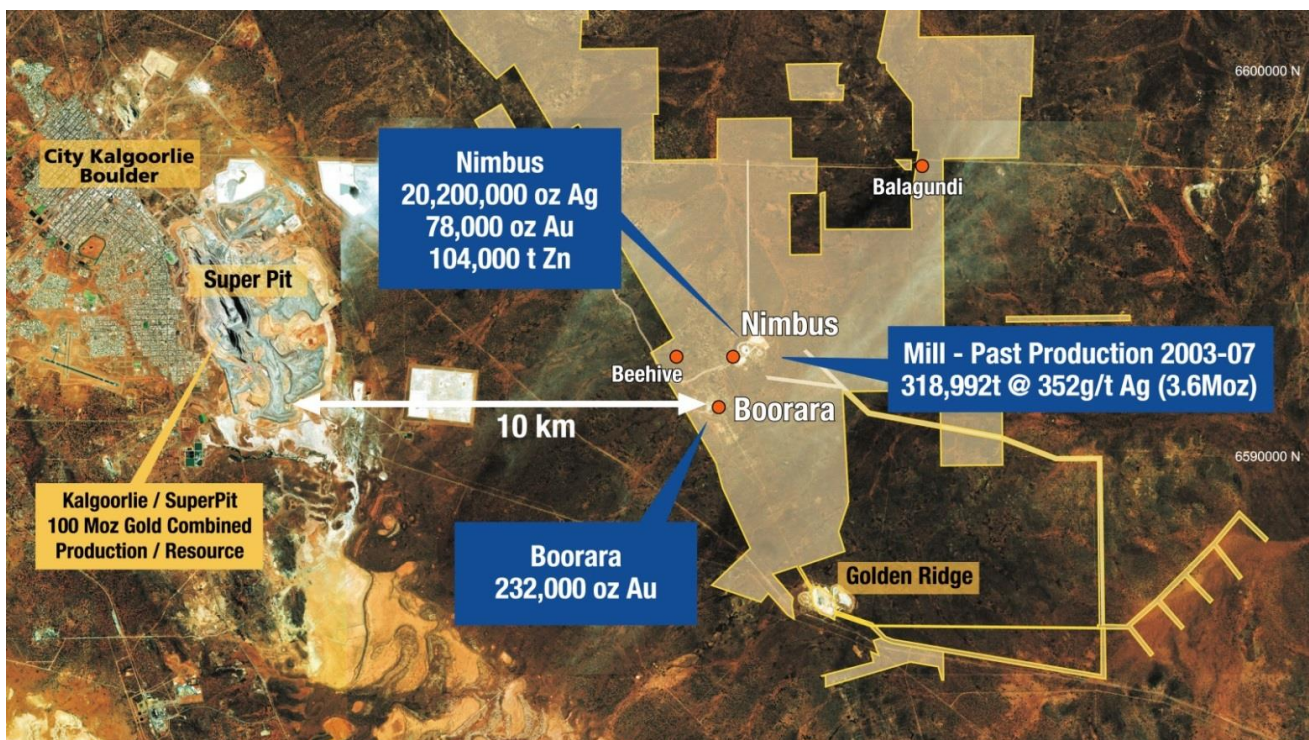 6600000 N
City Kalgoorlie
Boulder
Nimbus
20,200,000 oz Ag
78,000 oz Au
104,000 t Zn
Balagundi
Super Pit
Nimbus
Beehive
Mill - Past Production 2003-07
318,992t @ 352g/t Ag (3.6Moz)
Boorara
10 km
6590000 N
Kalgoorlie / SuperPit
100 Moz Gold Combined
Production / Resource
Boorara
232,000 oz Au
Golden Ridge